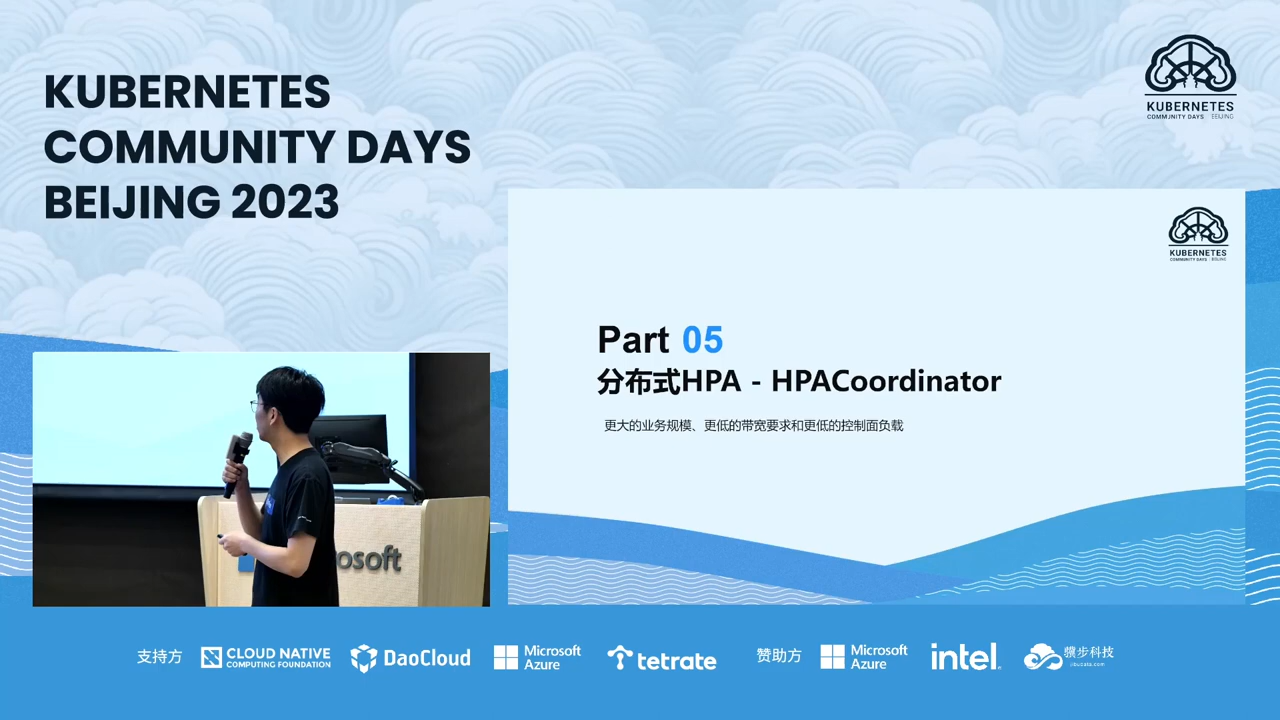 KUBERNETES
COMMUNITY DAYS
BEIJING 2023
KUBERNETES
COMMUNITY DAYS BEIJING
KUBERNETES
COMMUNITY DAYS BEIJING
Part 05
分布式HPA - HPACoordinator
更大的业务规模、更低的带宽要求和更低的控制面负载
osoft
支持方
CLOUD NATIVE
COMPUTING FOUNDATION
DaoCloud
Microsoft
Azure
tetrate
赞助方
Microsoft
Azure
intel.
骥步科技
jibudata.com